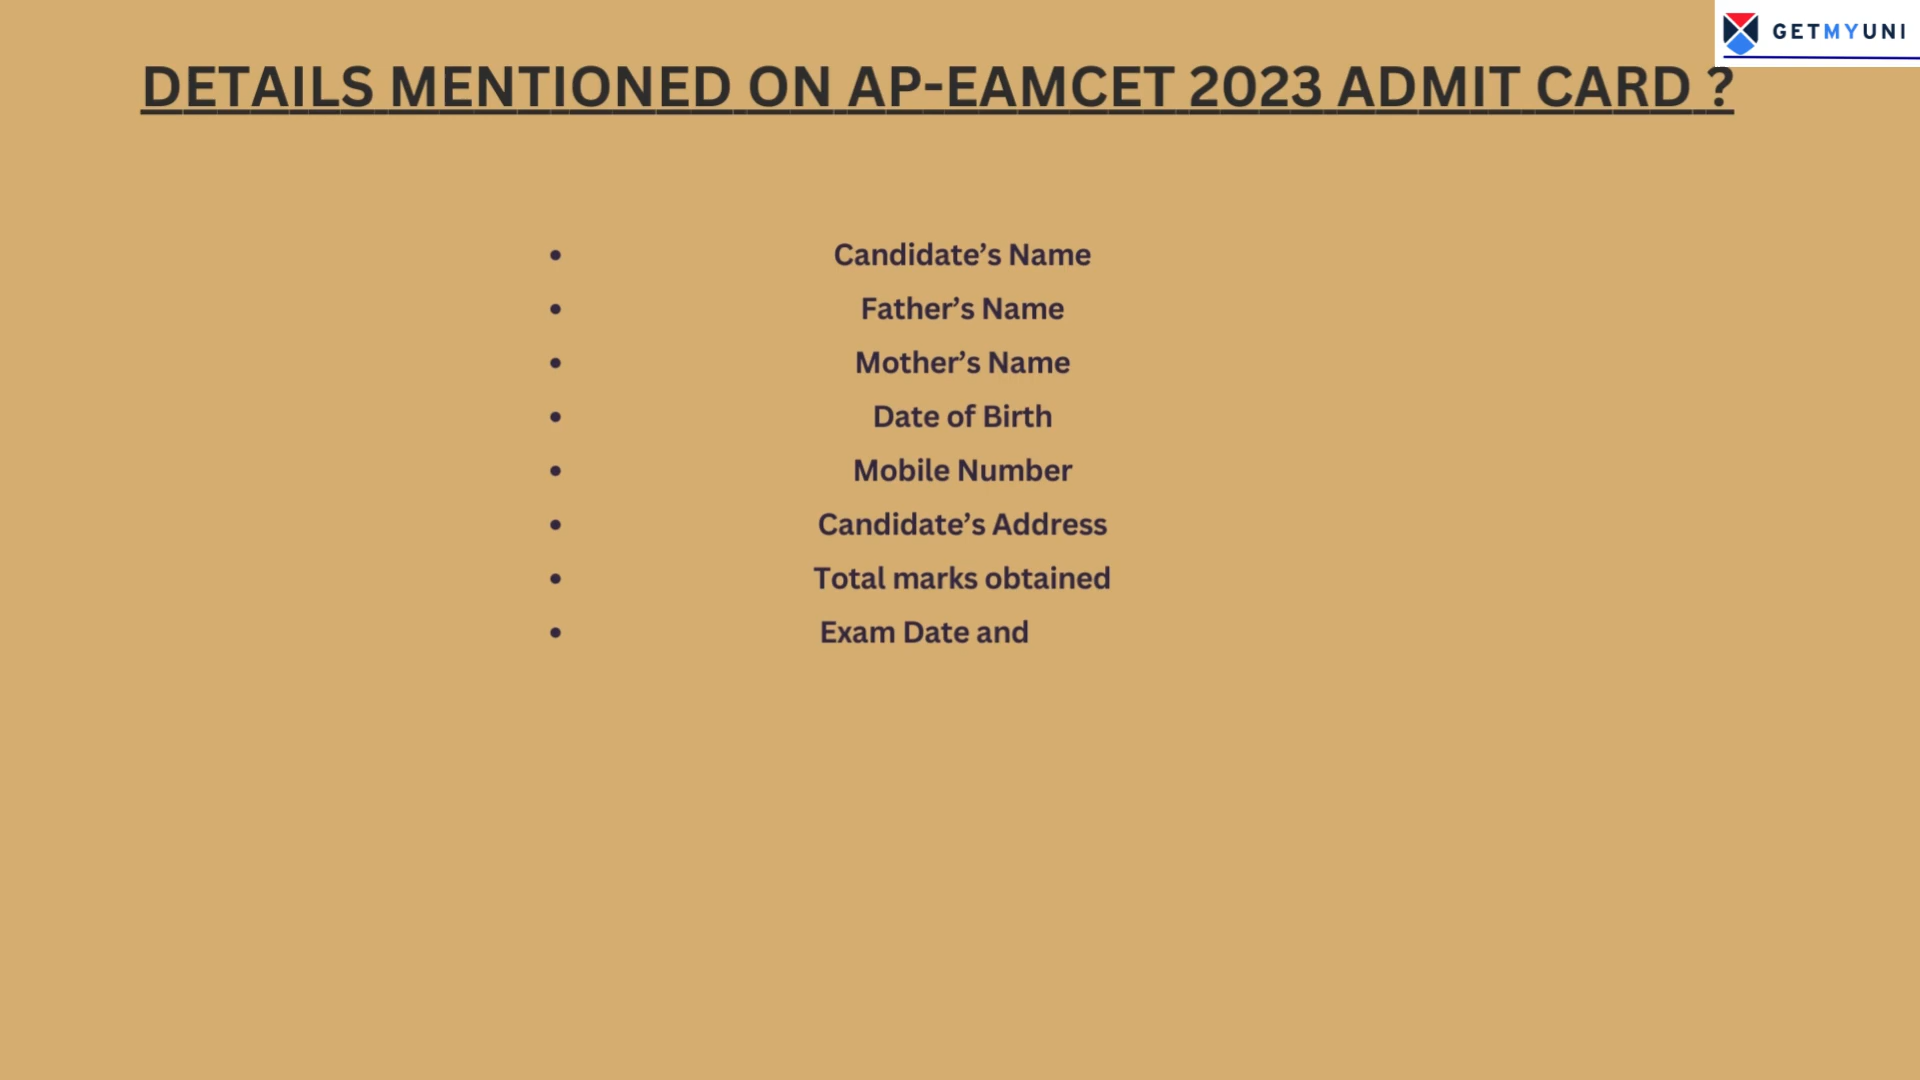 GETMYUNI
DETAILS MENTIONED ON AP-EAMCET 2023 ADMIT CARD ?
• Candidate’s Name
• Father’s Name
• Mother’s Name
• Date of Birth
• Mobile Number
• Candidate’s Address
• Total marks obtained
• Exam Date and